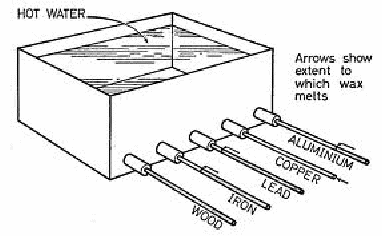 HOT WATER
Arrows show
extent to
which wax
melts
ALUMINIUM
COPPER
LEAD
IRON
WOOD